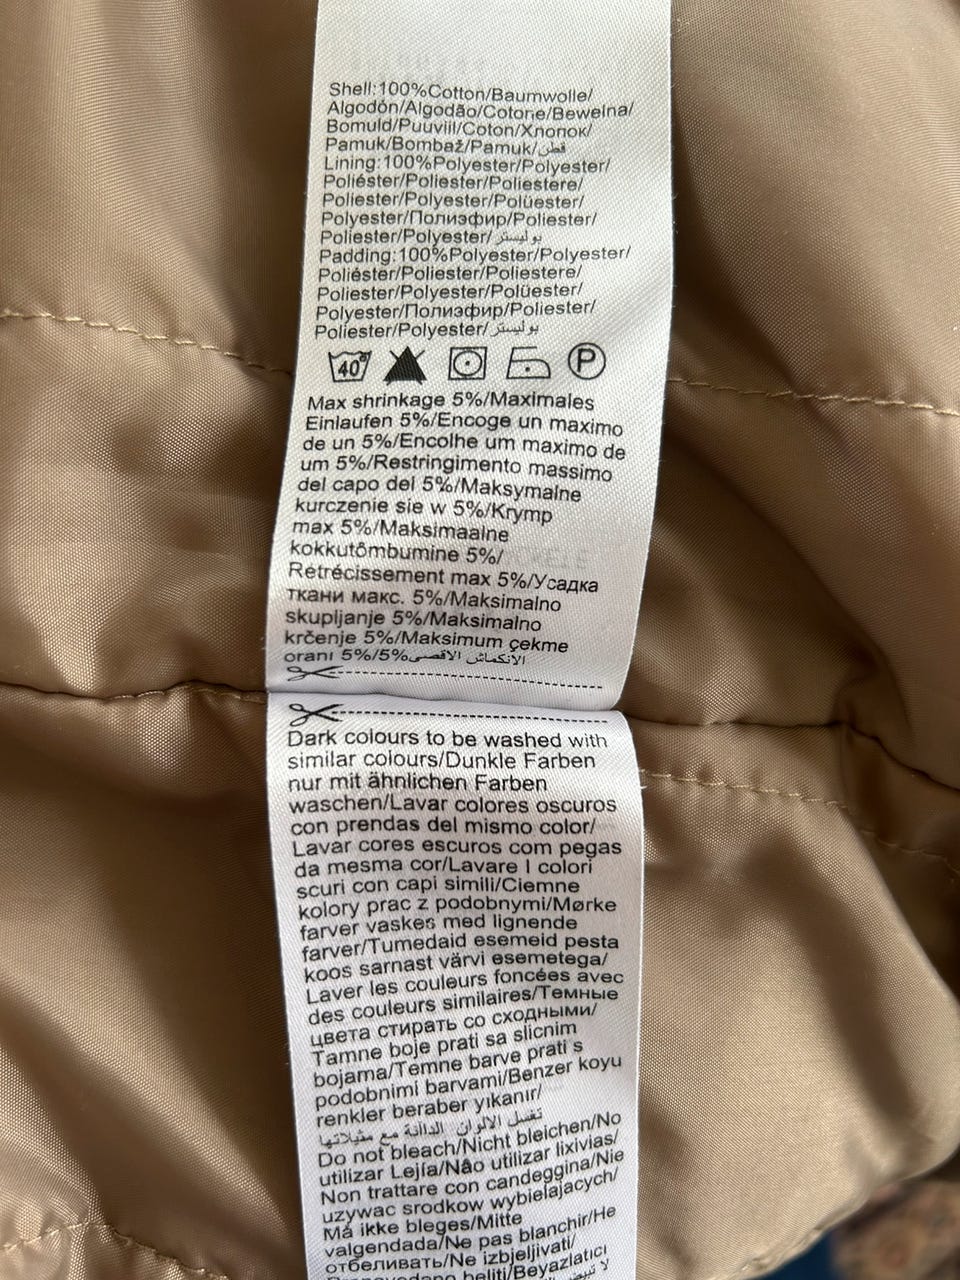 Shell:100%Cotton/Baumwolle/
Algodón/Algodão/Cotone/Bewelna/
Bomuld/Puuviil/Coton/Хлопок/
Pamuk/Bombaž/Pamuk/قطن
Lining:100%Polyester/Polyester/
Poliéster/Poliester/Poliestere/
Poliester/Polyester/Polüester/
Polyester/Полиэфир/Poliester/
Poliester/Polyester/بوليستر
Padding:100%Polyester/Polyester/
Poliéster/Poliester/Poliestere/
Poliester/Polyester/Polüester/
Polyester/Полиэфир/Poliester/
Poliester/Polyester/بوليستر
40° P
Max shrinkage 5%/Maximales
Einlaufen 5%/Encoge un maximo
de un 5%/Encolhe um maximo de
um 5%/Restringimento massimo
del capo del 5%/Maksymalne
kurczenie sie w 5%/Krymp
max 5%/Maksimaalne
kokkutõmbumine 5%/
Retrécissement max 5%/Усадка
ткани макс. 5%/Maksimalno
skupljanje 5%/Maksimalno
krčenje 5%/Maksimum çekme
oranı 5%/5%الانكماش الاقصى
Dark colours to be washed with
similar colours/Dunkle Farben
nur mit ähnlichen Farben
waschen/Lavar colores oscuros
con prendas del mismo color/
Lavar cores escuros com pegas
da mesma cor/Lavare I colori
scuri con capi simili/Ciemne
kolory prac z podobnymi/Mørke
farver vaskes med lignende
farver/Tumedaid esemeid pesta
koos sarnast värvi esemetega/
Laver les couleurs foncées avec
des couleurs similaires/Темные
цвета стирать со сходными/
Tamne boje prati sa slicnim
bojama/Temne barve prati s
podobnimi barvami/Benzer koyu
renkler beraber yıkanır/
تغسل الالوان الداكنة مع مثيلاتها
Do not bleach/Nicht bleichen/No
utilizar Lejía/Não utilizar lixivias/
Non trattare con candeggina/Nie
uzywac srodkow wybielajacych/
Må ikke bleges/Mitte
valgendada/Ne pas blanchir/Не
отбеливать/Ne izbjeljivati/
beliti/Beyazlatıcı